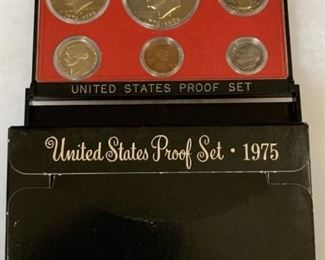 UNITED STATES PROOF SET
United States Proof Set · 1975